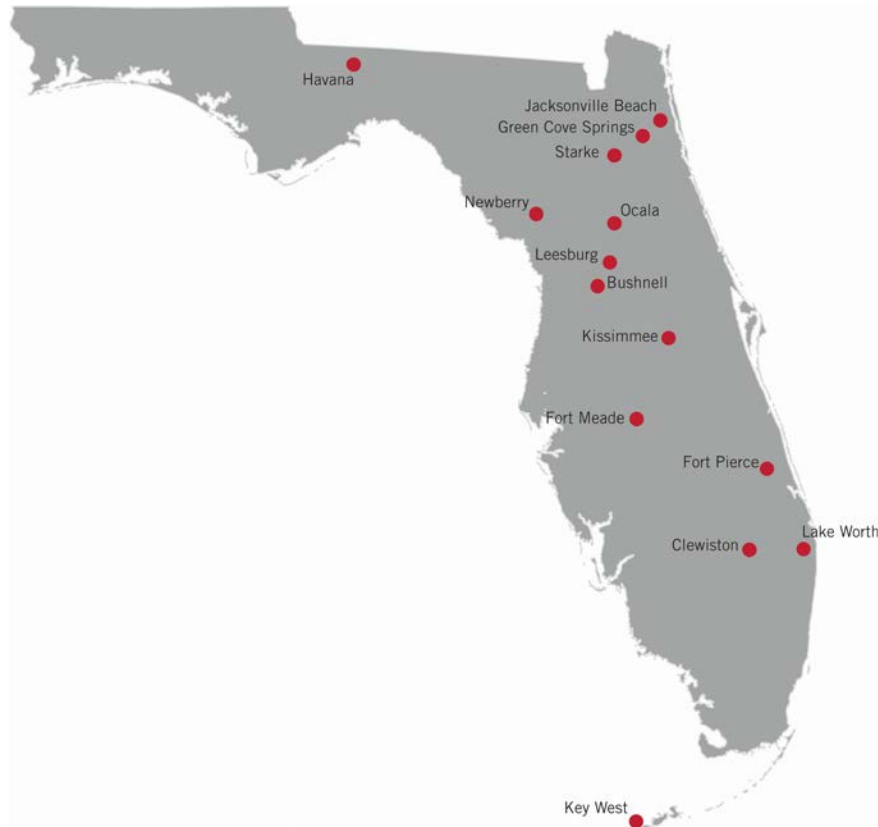 Havana
Jacksonville Beach
Green Cove Springs
Starke
Newberry
Ocala
Leesburg
Bushnell
Kissimmee
Fort Meade
Fort Pierce
Lake Worth
Clewiston
Key West